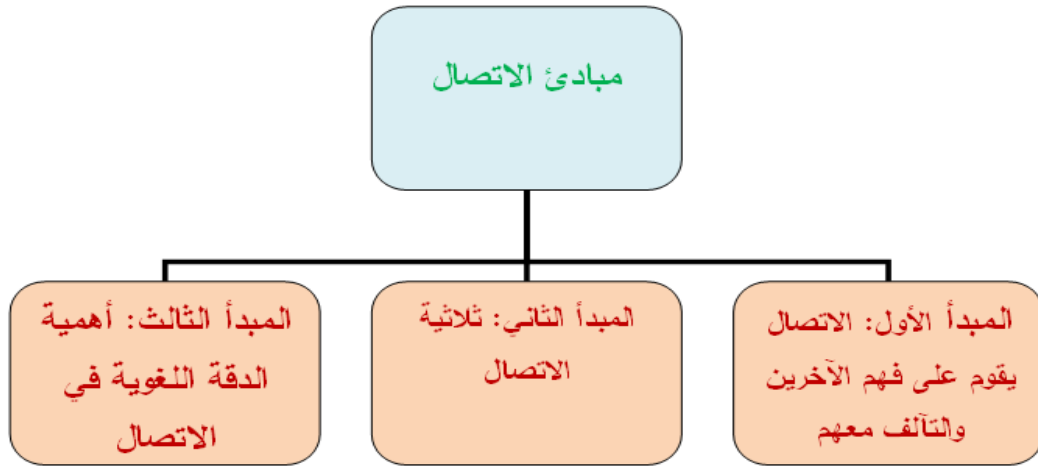 مبادئ الاتصال
المبدأ الأول: الاتصال
يقوم على فهم الآخرين
والتآلف معهم
المبدأ الثاني: ثلاثية
الاتصال
المبدأ الثالث: أهمية
الدقة اللغوية في
الاتصال